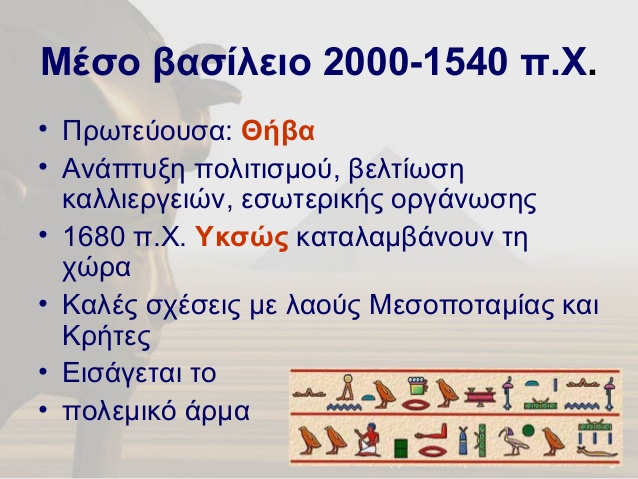 Μέσο βασίλειο 2000-1540 π.Χ.
• Πρωτεύουσα: Θήβα
• Ανάπτυξη πολιτισμού, βελτίωση
καλλιεργειών, εσωτερικής οργάνωσης
• 1680 π.Χ. Υκσώς καταλαμβάνουν τη
χώρα
• Καλές σχέσεις με λαούς Μεσοποταμίας και
Κρήτες
• Εισάγεται το
• πολεμικό άρμα